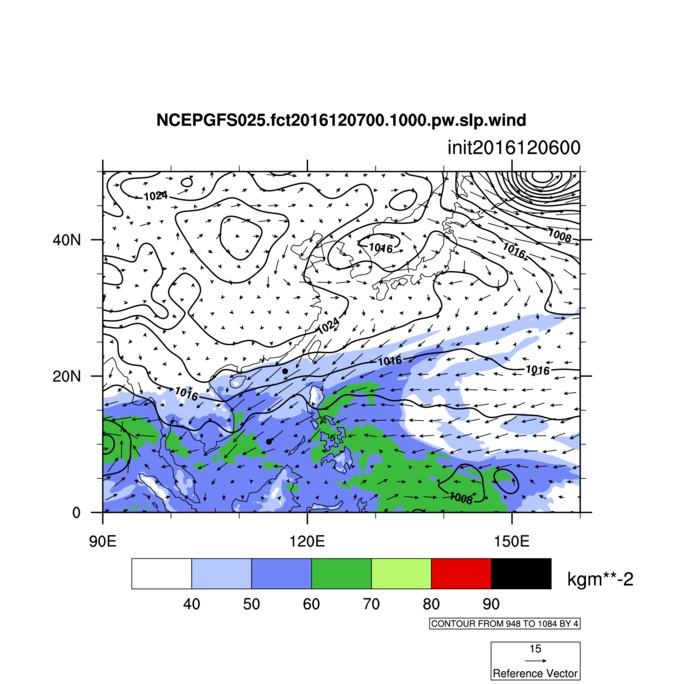 NCEPGFS025.fct2016120700.1000.pw.slp.wind
init2016120600
1024
1008
40N
1016
1016
1024
1016
1016
20N
1016
1008
0
90E 120E 150E
kgm**-2
40 50 60 70 80 90
CONTOUR FROM 948 TO 1084 BY 4
15
Reference Vector